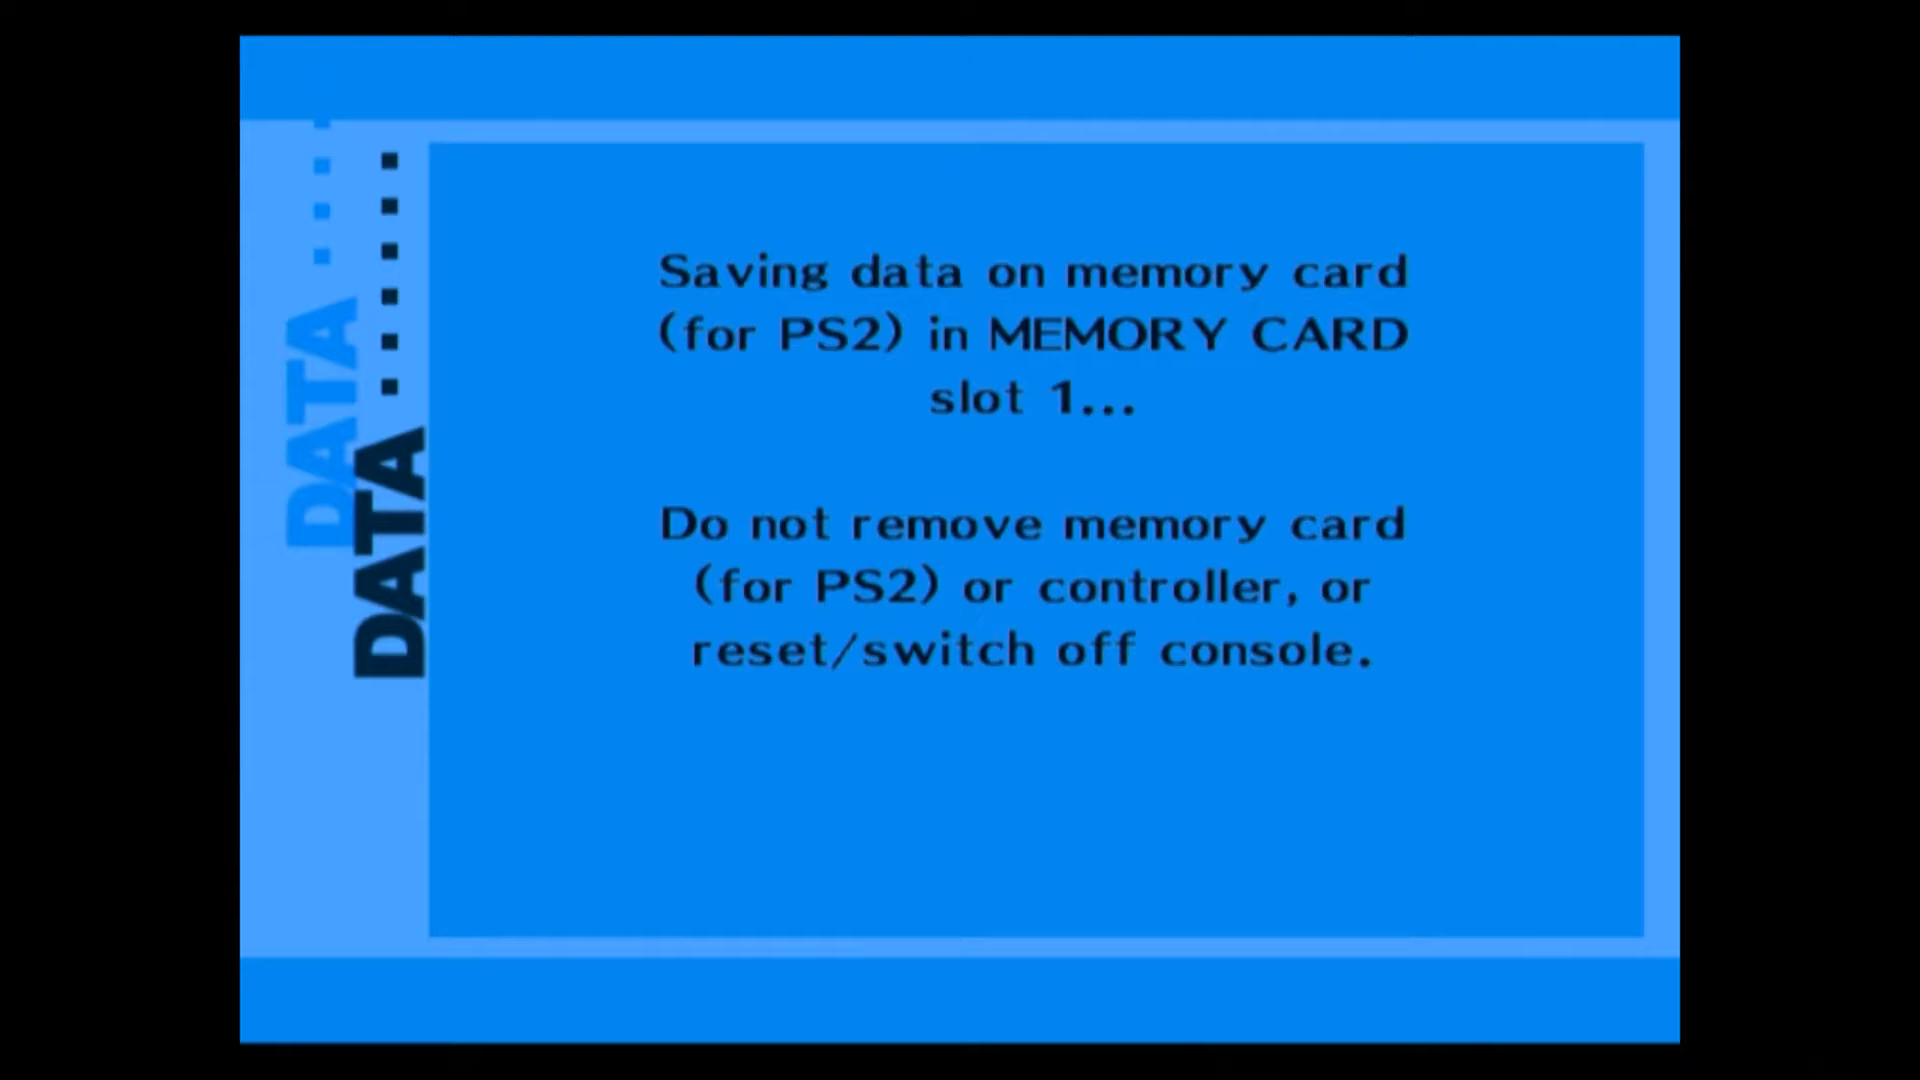 DATA ......
DATA ....
Saving data on memory card
(for PS2) in MEMORY CARD
slot 1...
Do not remove memory card
(for PS2) or controller, or
reset/switch off console.